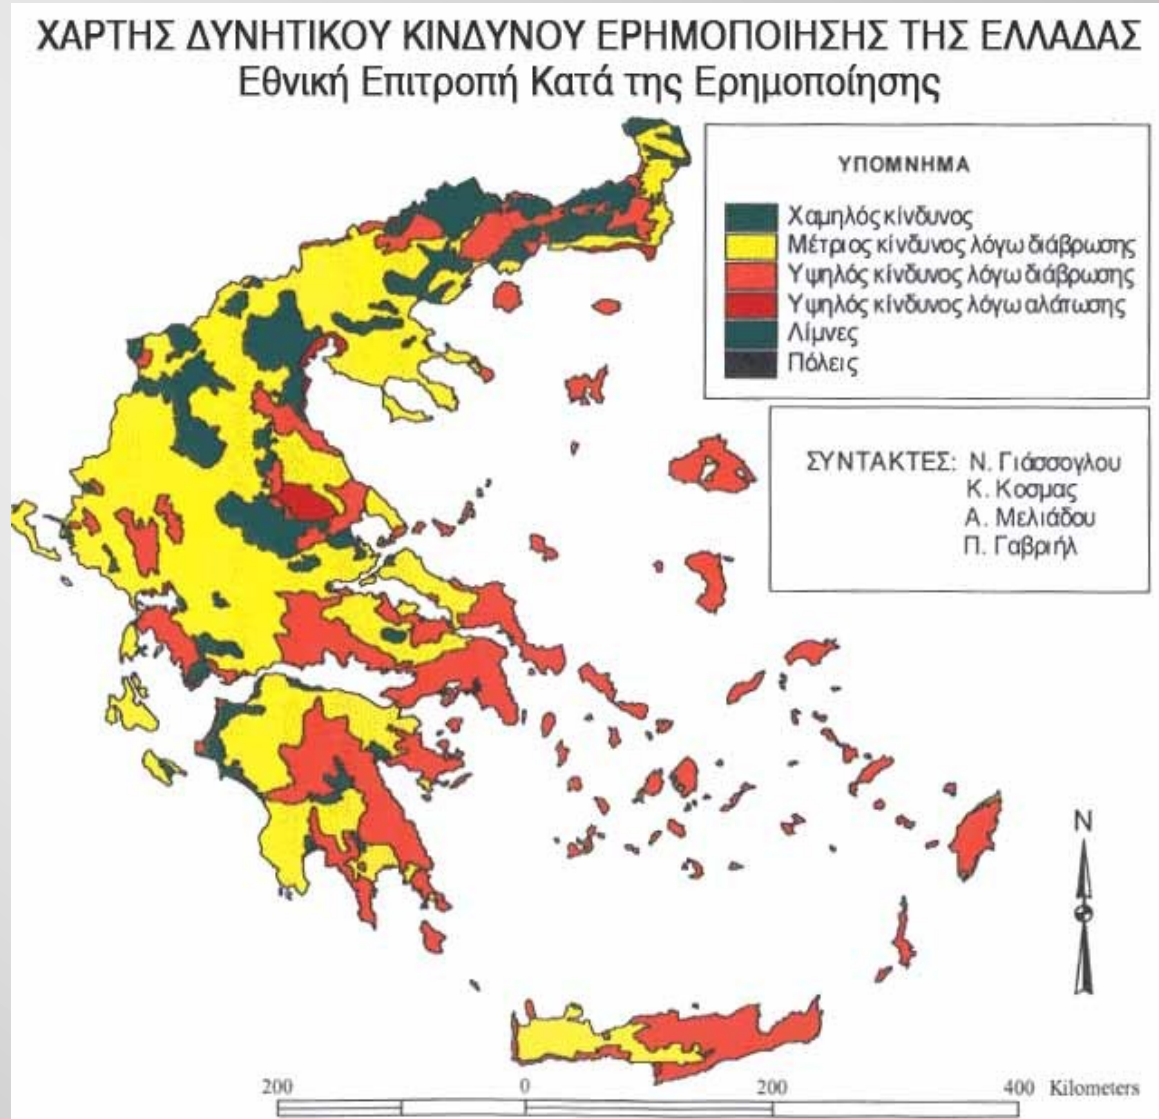 ΧΑΡΤΗΣ ΔΥΝΗΤΙΚΟΥ ΚΙΝΔΥΝΟΥ ΕΡΗΜΟΠΟΙΗΣΗΣ ΤΗΣ ΕΛΛΑΔΑΣ
Εθνική Επιτροπή Κατά της Ερημοποίησης
ΥΠΟΜΝΗΜΑ
Χαμηλός κίνδυνος
Μέτριος κίνδυνος λόγω διάβρωσης
Υψηλός κίνδυνος λόγω διάβρωσης
Υψηλός κίνδυνος λόγω αλάτωσης
Λίμνες
Πόλεις
ΣΥΝΤΑΚΤΕΣ: Ν. Γιάσσογλου
Κ. Κοσμας
Α. Μελιάδου
Π. Γαβριήλ
N
200 0 200 400 Kilometers